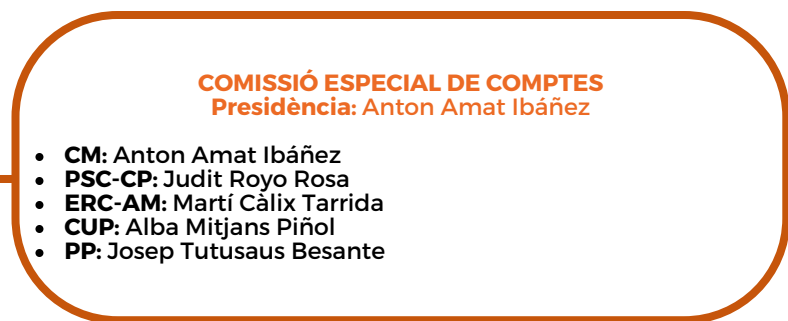 COMISSIÓ ESPECIAL DE COMPTES
Presidència: Anton Amat Ibáñez
• CM: Anton Amat Ibáñez
• PSC-CP: Judit Royo Rosa
• ERC-AM: Martí Càlix Tarrida
• CUP: Alba Mitjans Piñol
• PP: Josep Tutusaus Besante